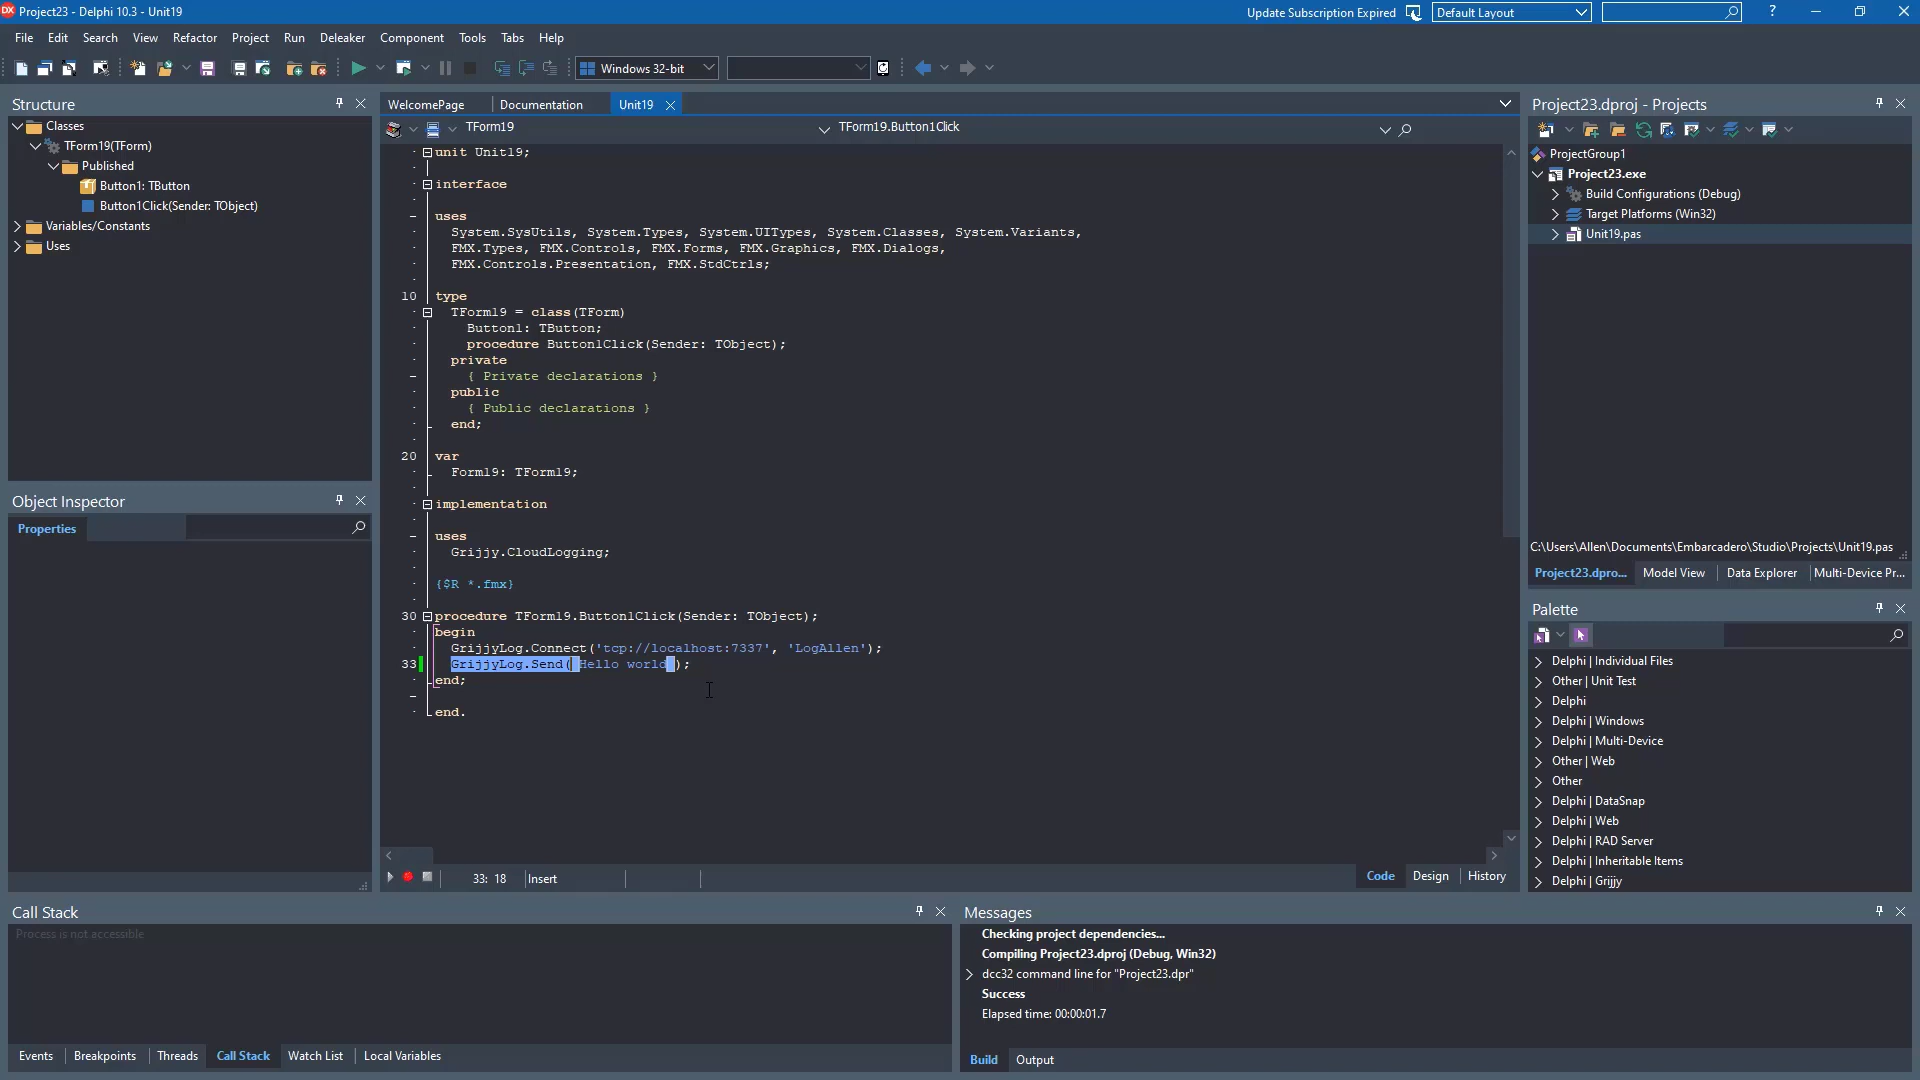 Project23 - Delphi 10.3 - Unit19
Update Subscription Expired
Default Layout
File Edit Search View Refactor Project Run Deleaker Component Tools Tabs Help
Windows 32-bit
Structure
Classes
TForm19(TForm)
Published
Button1: TButton
Button1Click(Sender: TObject)
Variables/Constants
Uses
Object Inspector
Properties
WelcomePage
Documentation
Unit19
TForm19
TForm19.Button1Click
unit Unit19;
interface
uses
System.SysUtils, System.Types, System.UITypes, System.Classes, System.Variants,
FMX.Types, FMX.Controls, FMX.Forms, FMX.Graphics, FMX.Dialogs,
FMX.Controls.Presentation, FMX.StdCtrls;
10 type
TForm19 = class(TForm)
Button1: TButton;
procedure Button1Click(Sender: TObject);
private
{ Private declarations }
public
{ Public declarations }
end;
20 var
Form19: TForm19;
implementation
uses
Grijjy.CloudLogging;
{$R *.fmx}
30 procedure TForm19.Button1Click(Sender: TObject);
begin
GrijjyLog.Connect('tcp://localhost:7337', 'LogAllen');
33 GrijjyLog.Send('Hello world');
end;
end.
33: 18
Insert
Code
Design
History
Project23.dproj - Projects
ProjectGroup1
Project23.exe
Build Configurations (Debug)
Target Platforms (Win32)
Unit19.pas
C:\Users\Allen\Documents\Embarcadero\Studio\Projects\Unit19.pas
Project23.dpro...
Model View
Data Explorer
Multi-Device Pr...
Palette
Delphi | Individual Files
Other | Unit Test
Delphi
Delphi | Windows
Delphi | Multi-Device
Other | Web
Other
Delphi | DataSnap
Delphi | Web
Delphi | RAD Server
Delphi | Inheritable Items
Delphi | Grijjy
Call Stack
Process is not accessible
Events
Breakpoints
Threads
Call Stack
Watch List
Local Variables
Messages
Checking project dependencies...
Compiling Project23.dproj (Debug, Win32)
dcc32 command line for "Project23.dpr"
Success
Elapsed time: 00:00:01.7
Build
Output